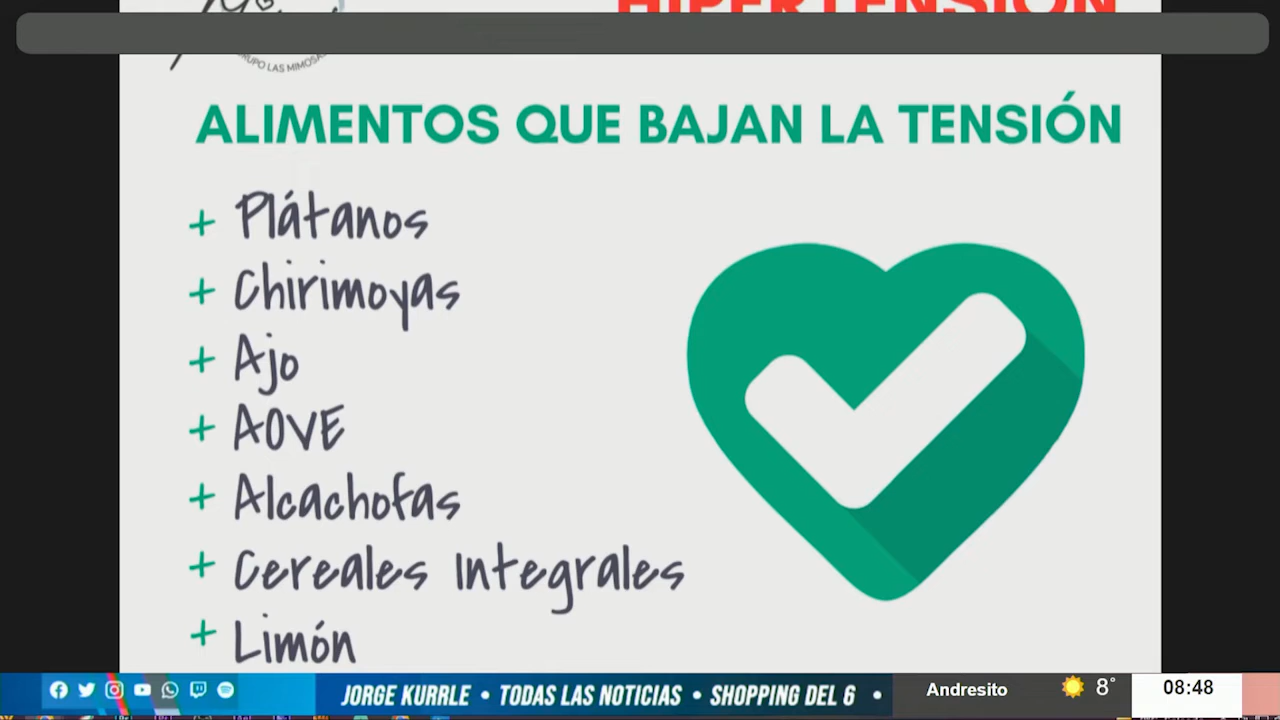 HIPERTENSIÓN
GRUPO LAS MIMOSAS
ALIMENTOS QUE BAJAN LA TENSIÓN
+ Plátanos
+ Chirimoyas
+ Ajo
+ AOVE
+ Alcachofas
+ Cereales Integrales
+ Limón
JORGE KURRLE • TODAS LAS NOTICIAS • SHOPPING DEL 6 •
Andresito
8°
08:48